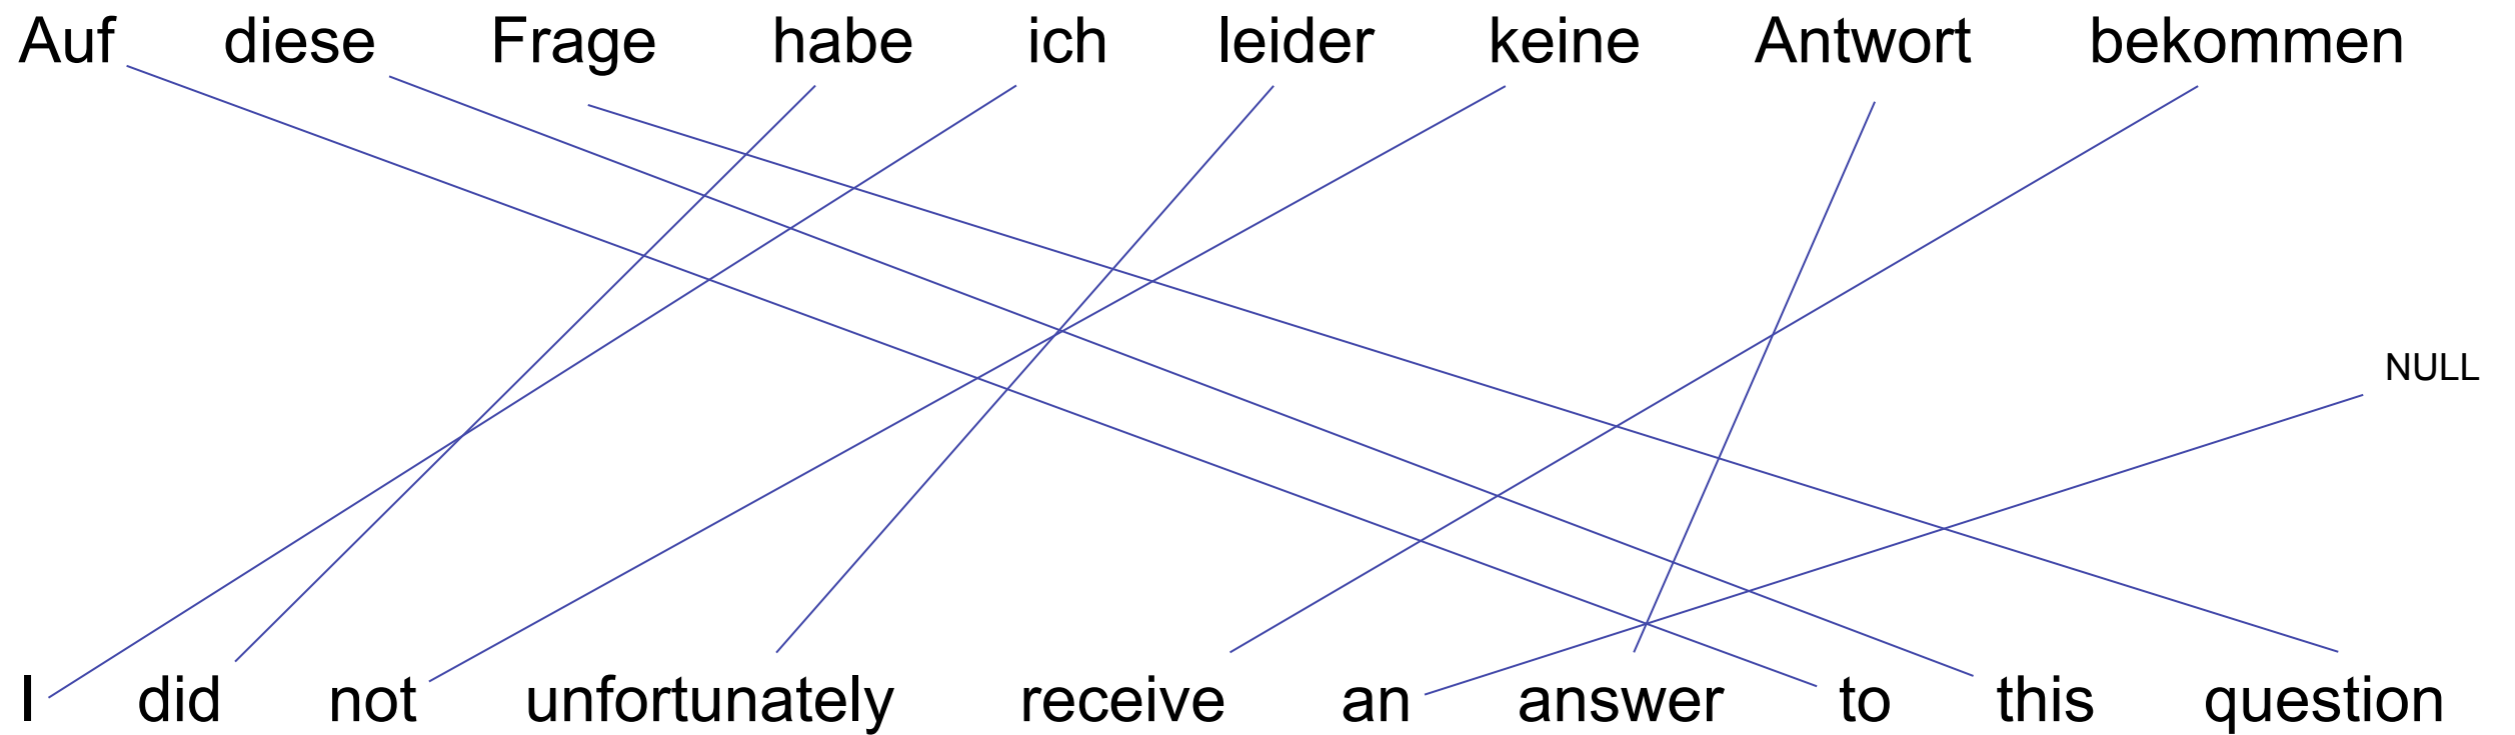 Auf diese Frage habe ich leider keine Antwort bekommen
NULL
I did not unfortunately receive an answer to this question